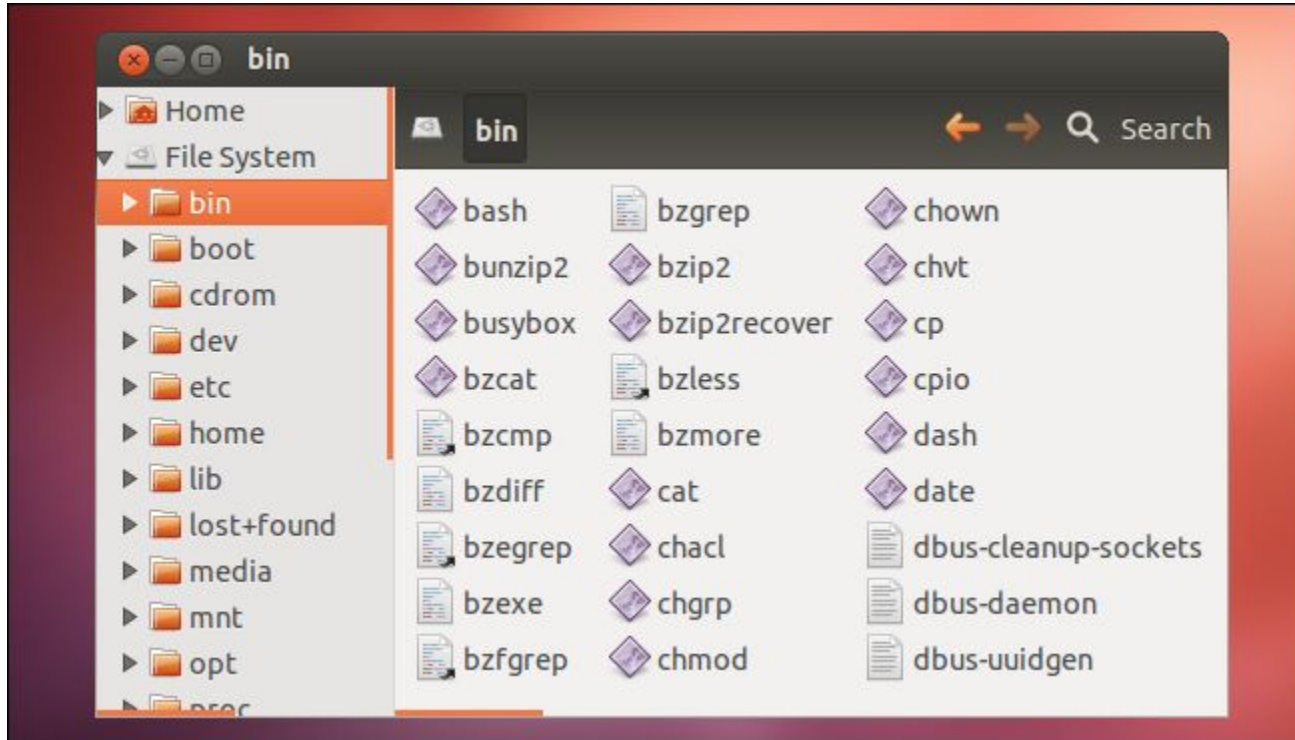 bin
Home
File System
bin
boot
cdrom
dev
etc
home
lib
lost+found
media
mnt
opt
proc
bin
Search
bash
bunzip2
busybox
bzcat
bzcmp
bzdiff
bzegrep
bzexe
bzfgrep
bzgrep
bzip2
bzip2recover
bzless
bzmore
cat
chacl
chgrp
chmod
chown
chvt
cp
cpio
dash
date
dbus-cleanup-sockets
dbus-daemon
dbus-uuidgen